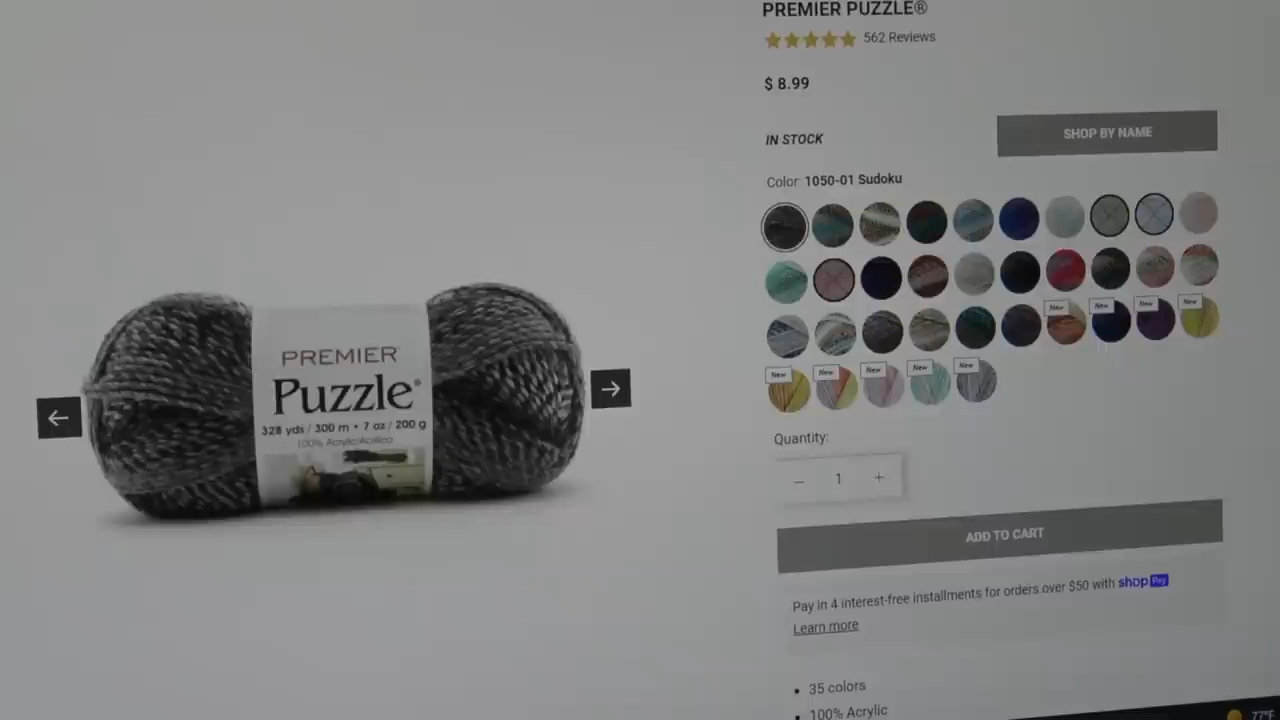 PREMIER PUZZLE®
562 Reviews
$ 8.99
IN STOCK
SHOP BY NAME
Color: 1050-01 Sudoku
New
New
New
New
New
New
New
New
New
PREMIER®
Puzzle®
328 yds / 300 m • 7 oz / 200 g
100% Acrylic/Acrílico
Quantity:
− 1 +
ADD TO CART
Pay in 4 interest-free installments for orders over $50 with shop Pay
Learn more
• 35 colors
• 100% Acrylic
77°F